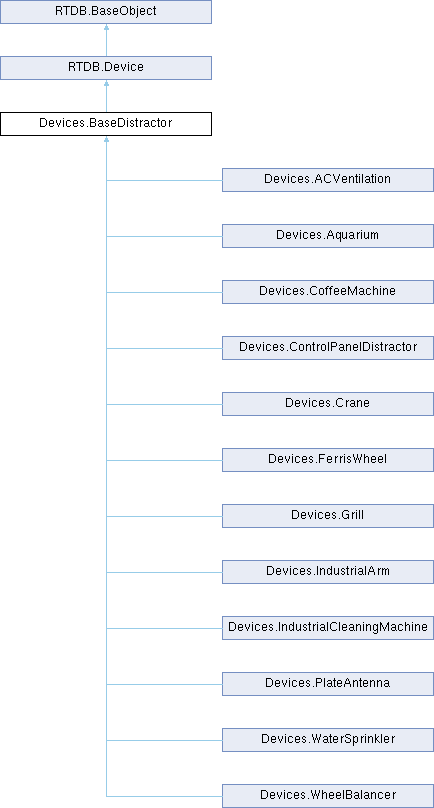 RTDB.BaseObject
RTDB.Device
Devices.BaseDistractor
Devices.ACVentilation
Devices.Aquarium
Devices.CoffeeMachine
Devices.ControlPanelDistractor
Devices.Crane
Devices.FerrisWheel
Devices.Grill
Devices.IndustrialArm
Devices.IndustrialCleaningMachine
Devices.PlateAntenna
Devices.WaterSprinkler
Devices.WheelBalancer